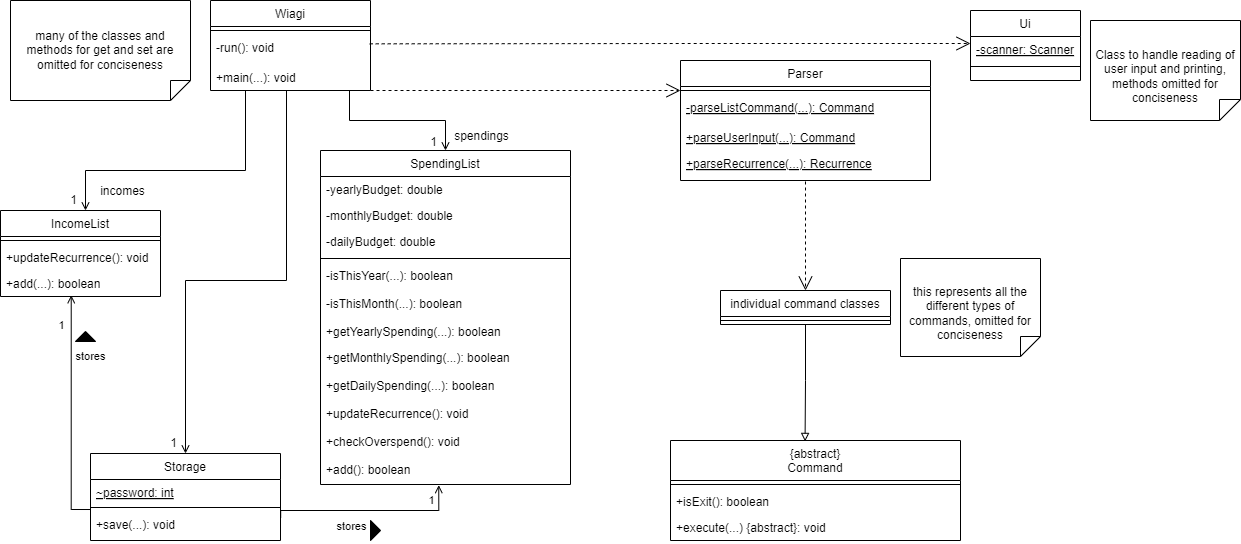 many of the classes and
methods for get and set are
omitted for conciseness
Wiagi
-run(): void
+main(...): void
Ui
-scanner: Scanner
Class to handle reading of
user input and printing,
methods omitted for
conciseness
Parser
-parseListCommand(...): Command
+parseUserInput(...): Command
+parseRecurrence(...): Recurrence
1
spendings
SpendingList
-yearlyBudget: double
-monthlyBudget: double
-dailyBudget: double
-isThisYear(...): boolean
-isThisMonth(...): boolean
+getYearlySpending(...): boolean
+getMonthlySpending(...): boolean
+getDailySpending(...): boolean
+updateRecurrence(): void
+checkOverspend(): void
+add(): boolean
incomes
1
IncomeList
+updateRecurrence(): void
+add(...): boolean
1
stores
individual command classes
this represents all the
different types of
commands, omitted for
conciseness
1
Storage
~password: int
+save(...): void
1
stores
{abstract}
Command
+isExit(): boolean
+execute(...) {abstract}: void